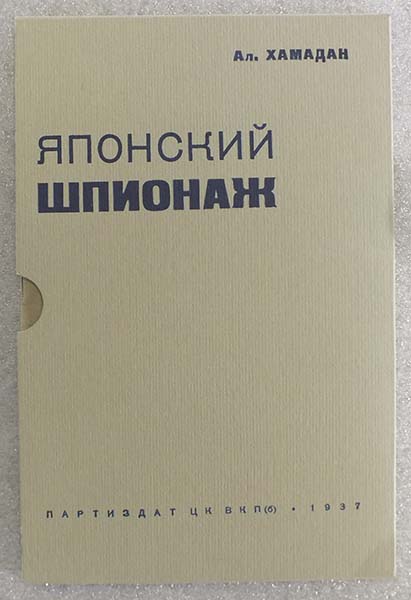 Ал. ХАМАДАН
ЯПОНСКИЙ
ШПИОНАЖ
ПАРТИЗДАТ ЦК ВКП(б) • 1937